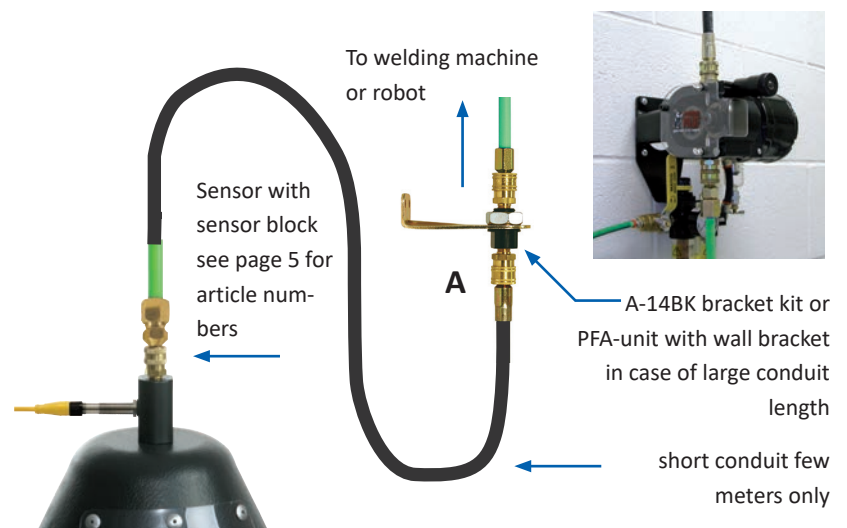 To welding machine
or robot
Sensor with
sensor block
see page 5 for
article num-
bers
A
A-14BK bracket kit or
PFA-unit with wall bracket
in case of large conduit
length
short conduit few
meters only